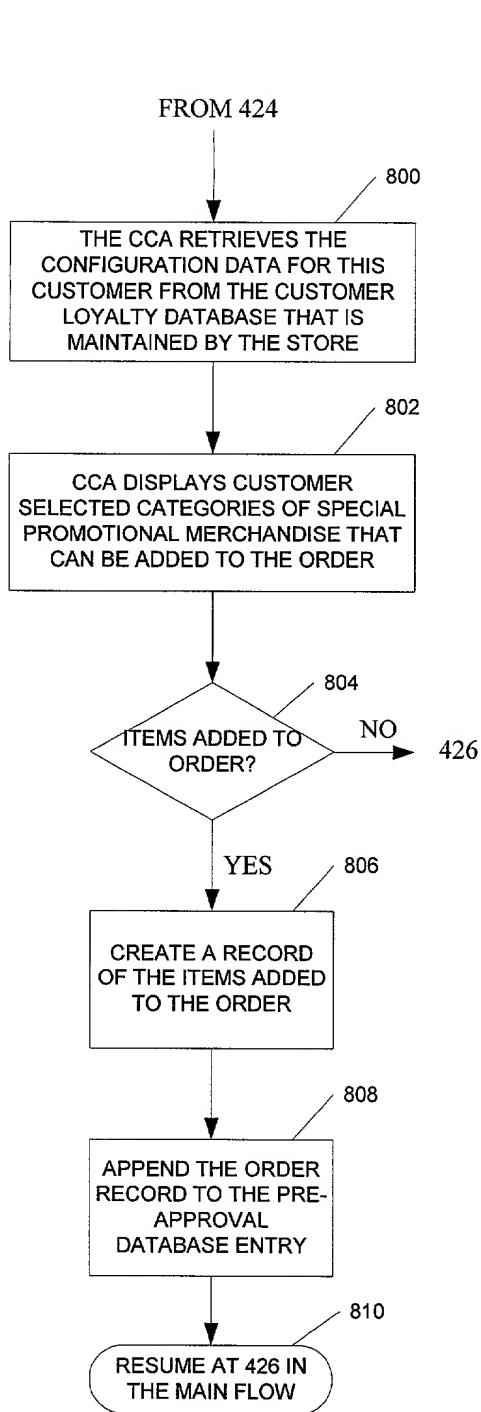 FROM 424
800
THE CCA RETRIEVES THE
CONFIGURATION DATA FOR THIS
CUSTOMER FROM THE CUSTOMER
LOYALTY DATABASE THAT IS
MAINTAINED BY THE STORE
802
CCA DISPLAYS CUSTOMER
SELECTED CATEGORIES OF SPECIAL
PROMOTIONAL MERCHANDISE THAT
CAN BE ADDED TO THE ORDER
804
ITEMS ADDED TO
ORDER?
NO
426
YES
806
CREATE A RECORD
OF THE ITEMS ADDED
TO THE ORDER
808
APPEND THE ORDER
RECORD TO THE PRE-
APPROVAL
DATABASE ENTRY
810
RESUME AT 426 IN
THE MAIN FLOW